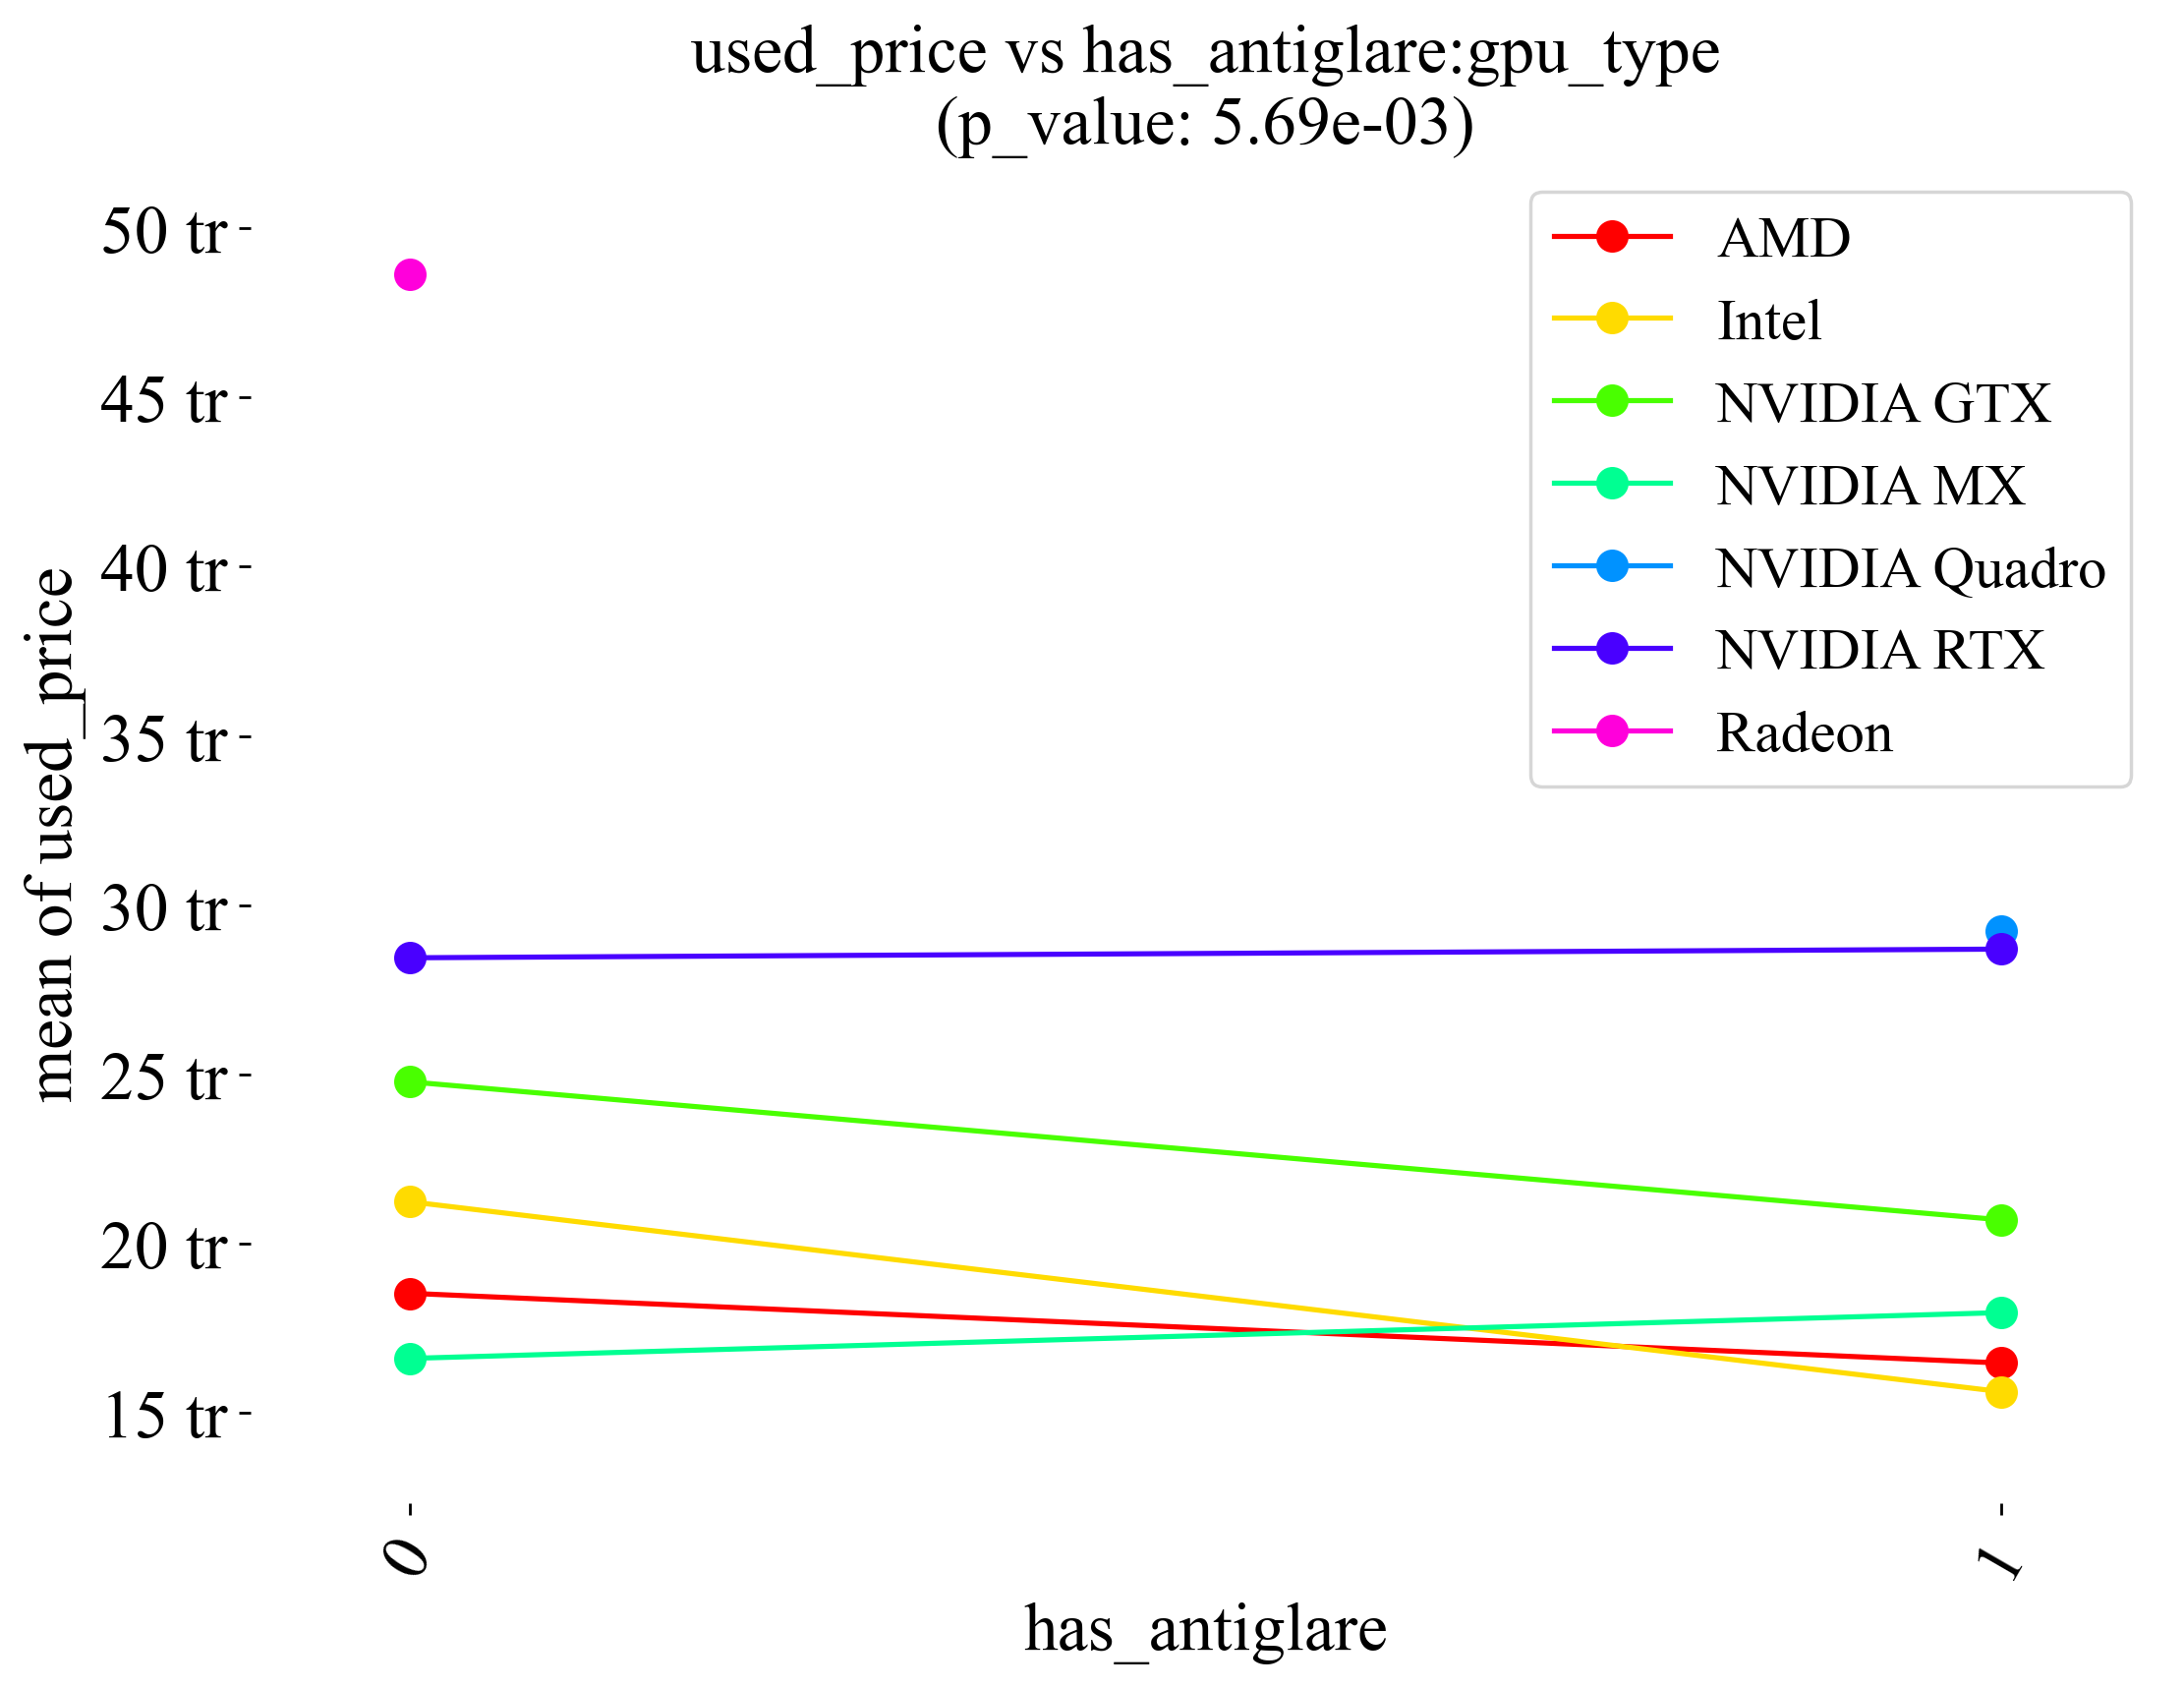 used_price vs has_antiglare:gpu_type
(p_value: 5.69e-03)
50 tr
45 tr
40 tr
35 tr
30 tr
25 tr
20 tr
15 tr
mean of used_price
AMD
Intel
NVIDIA GTX
NVIDIA MX
NVIDIA Quadro
NVIDIA RTX
Radeon
0
1
has_antiglare